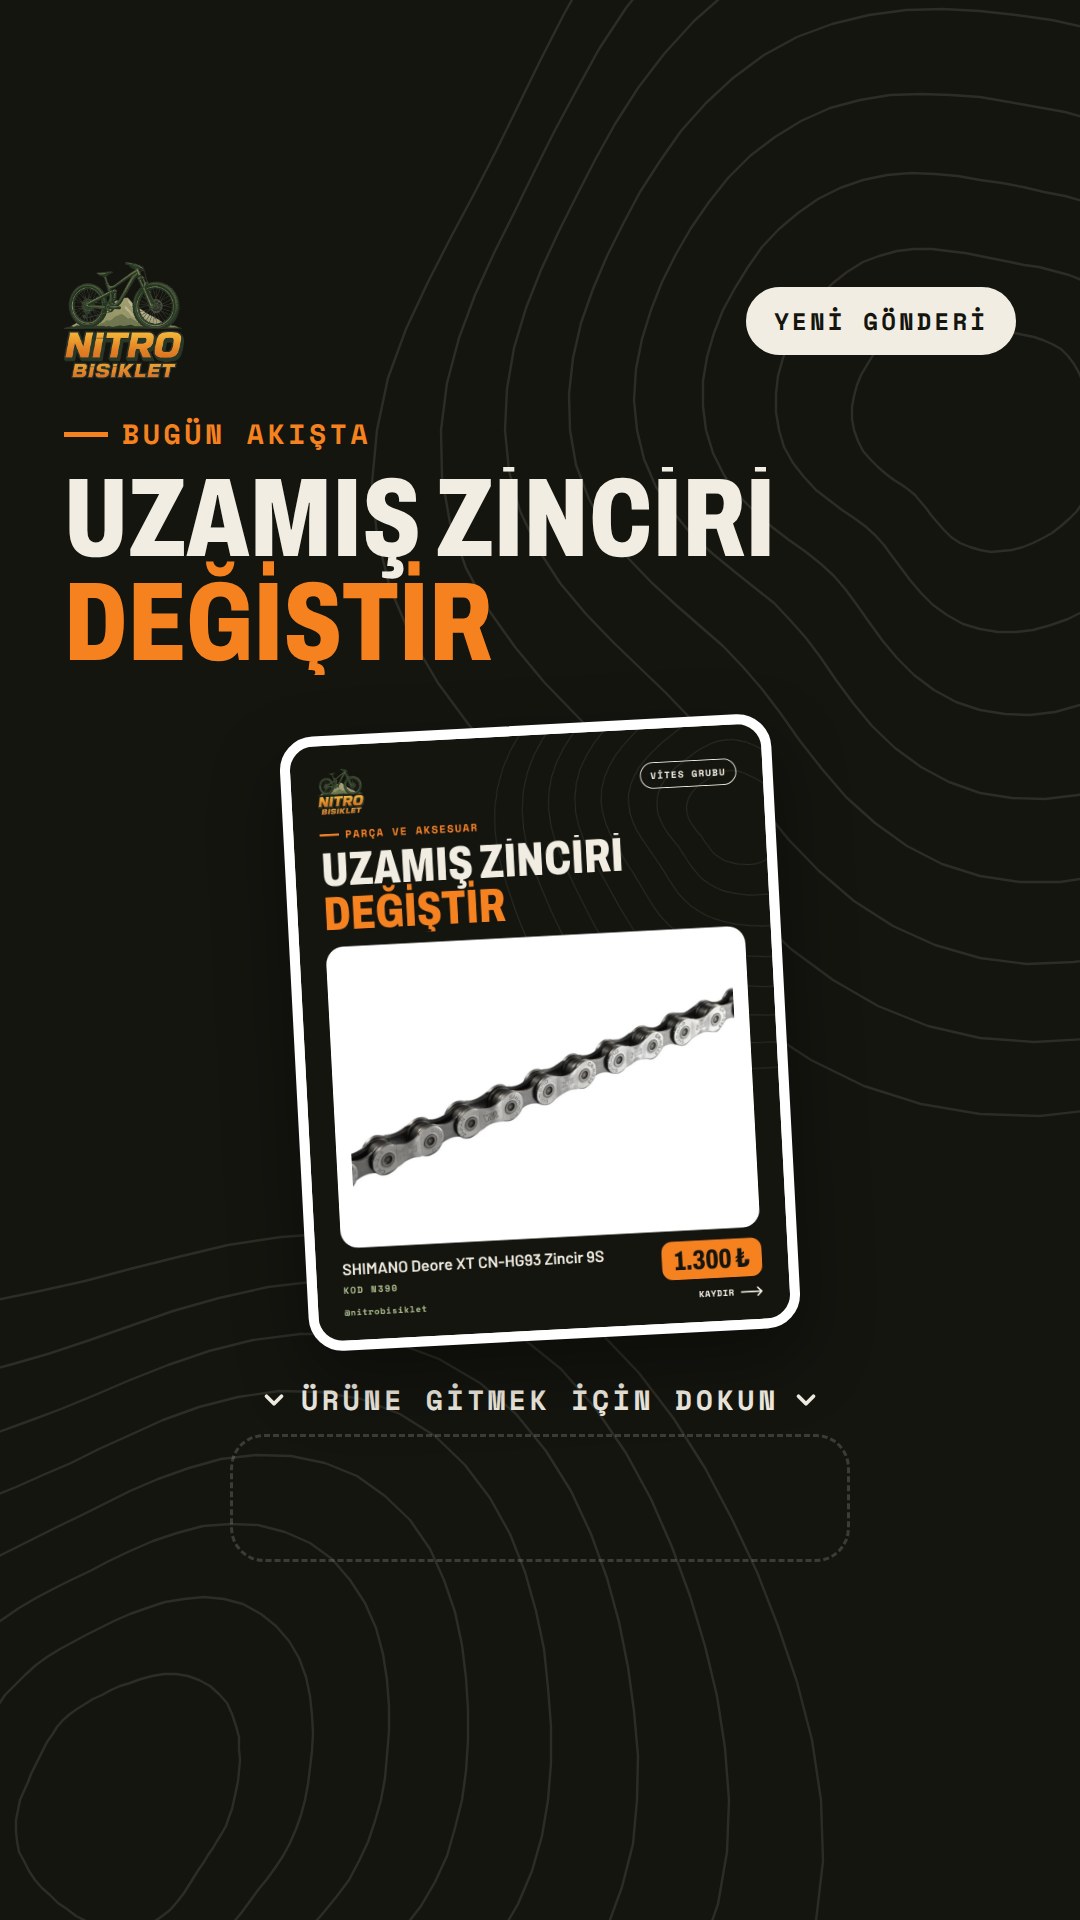 NiTRO
BiSiKLET
YENİ GÖNDERİ
BUGÜN AKIŞTA
UZAMIŞ ZİNCİRİ
DEĞİŞTİR
NiTRO
BiSiKLET
VİTES GRUBU
PARÇA VE AKSESUAR
UZAMIŞ ZİNCİRİ
DEĞİŞTİR
SHIMANO Deore XT CN-HG93 Zincir 9S
1.300 ₺
KOD N390
KAYDIR
@nitrobisiklet
ÜRÜNE GİTMEK İÇİN DOKUN